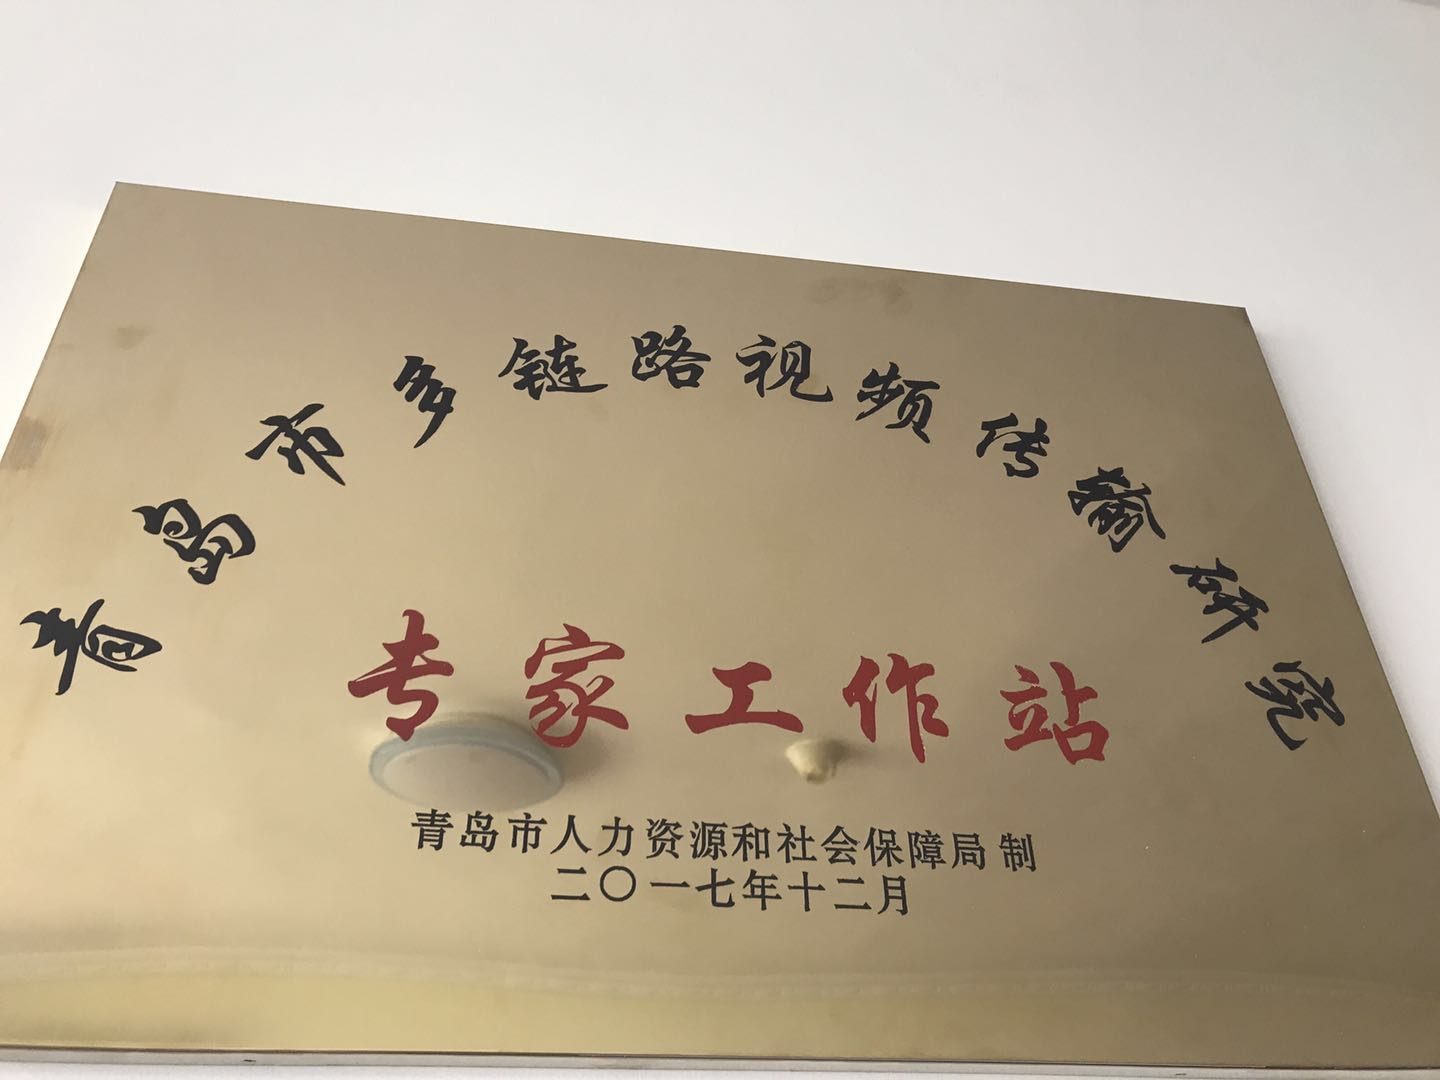 青岛市多链路视频传输研究
专家工作站
青岛市人力资源和社会保障局 制
二〇一七年十二月